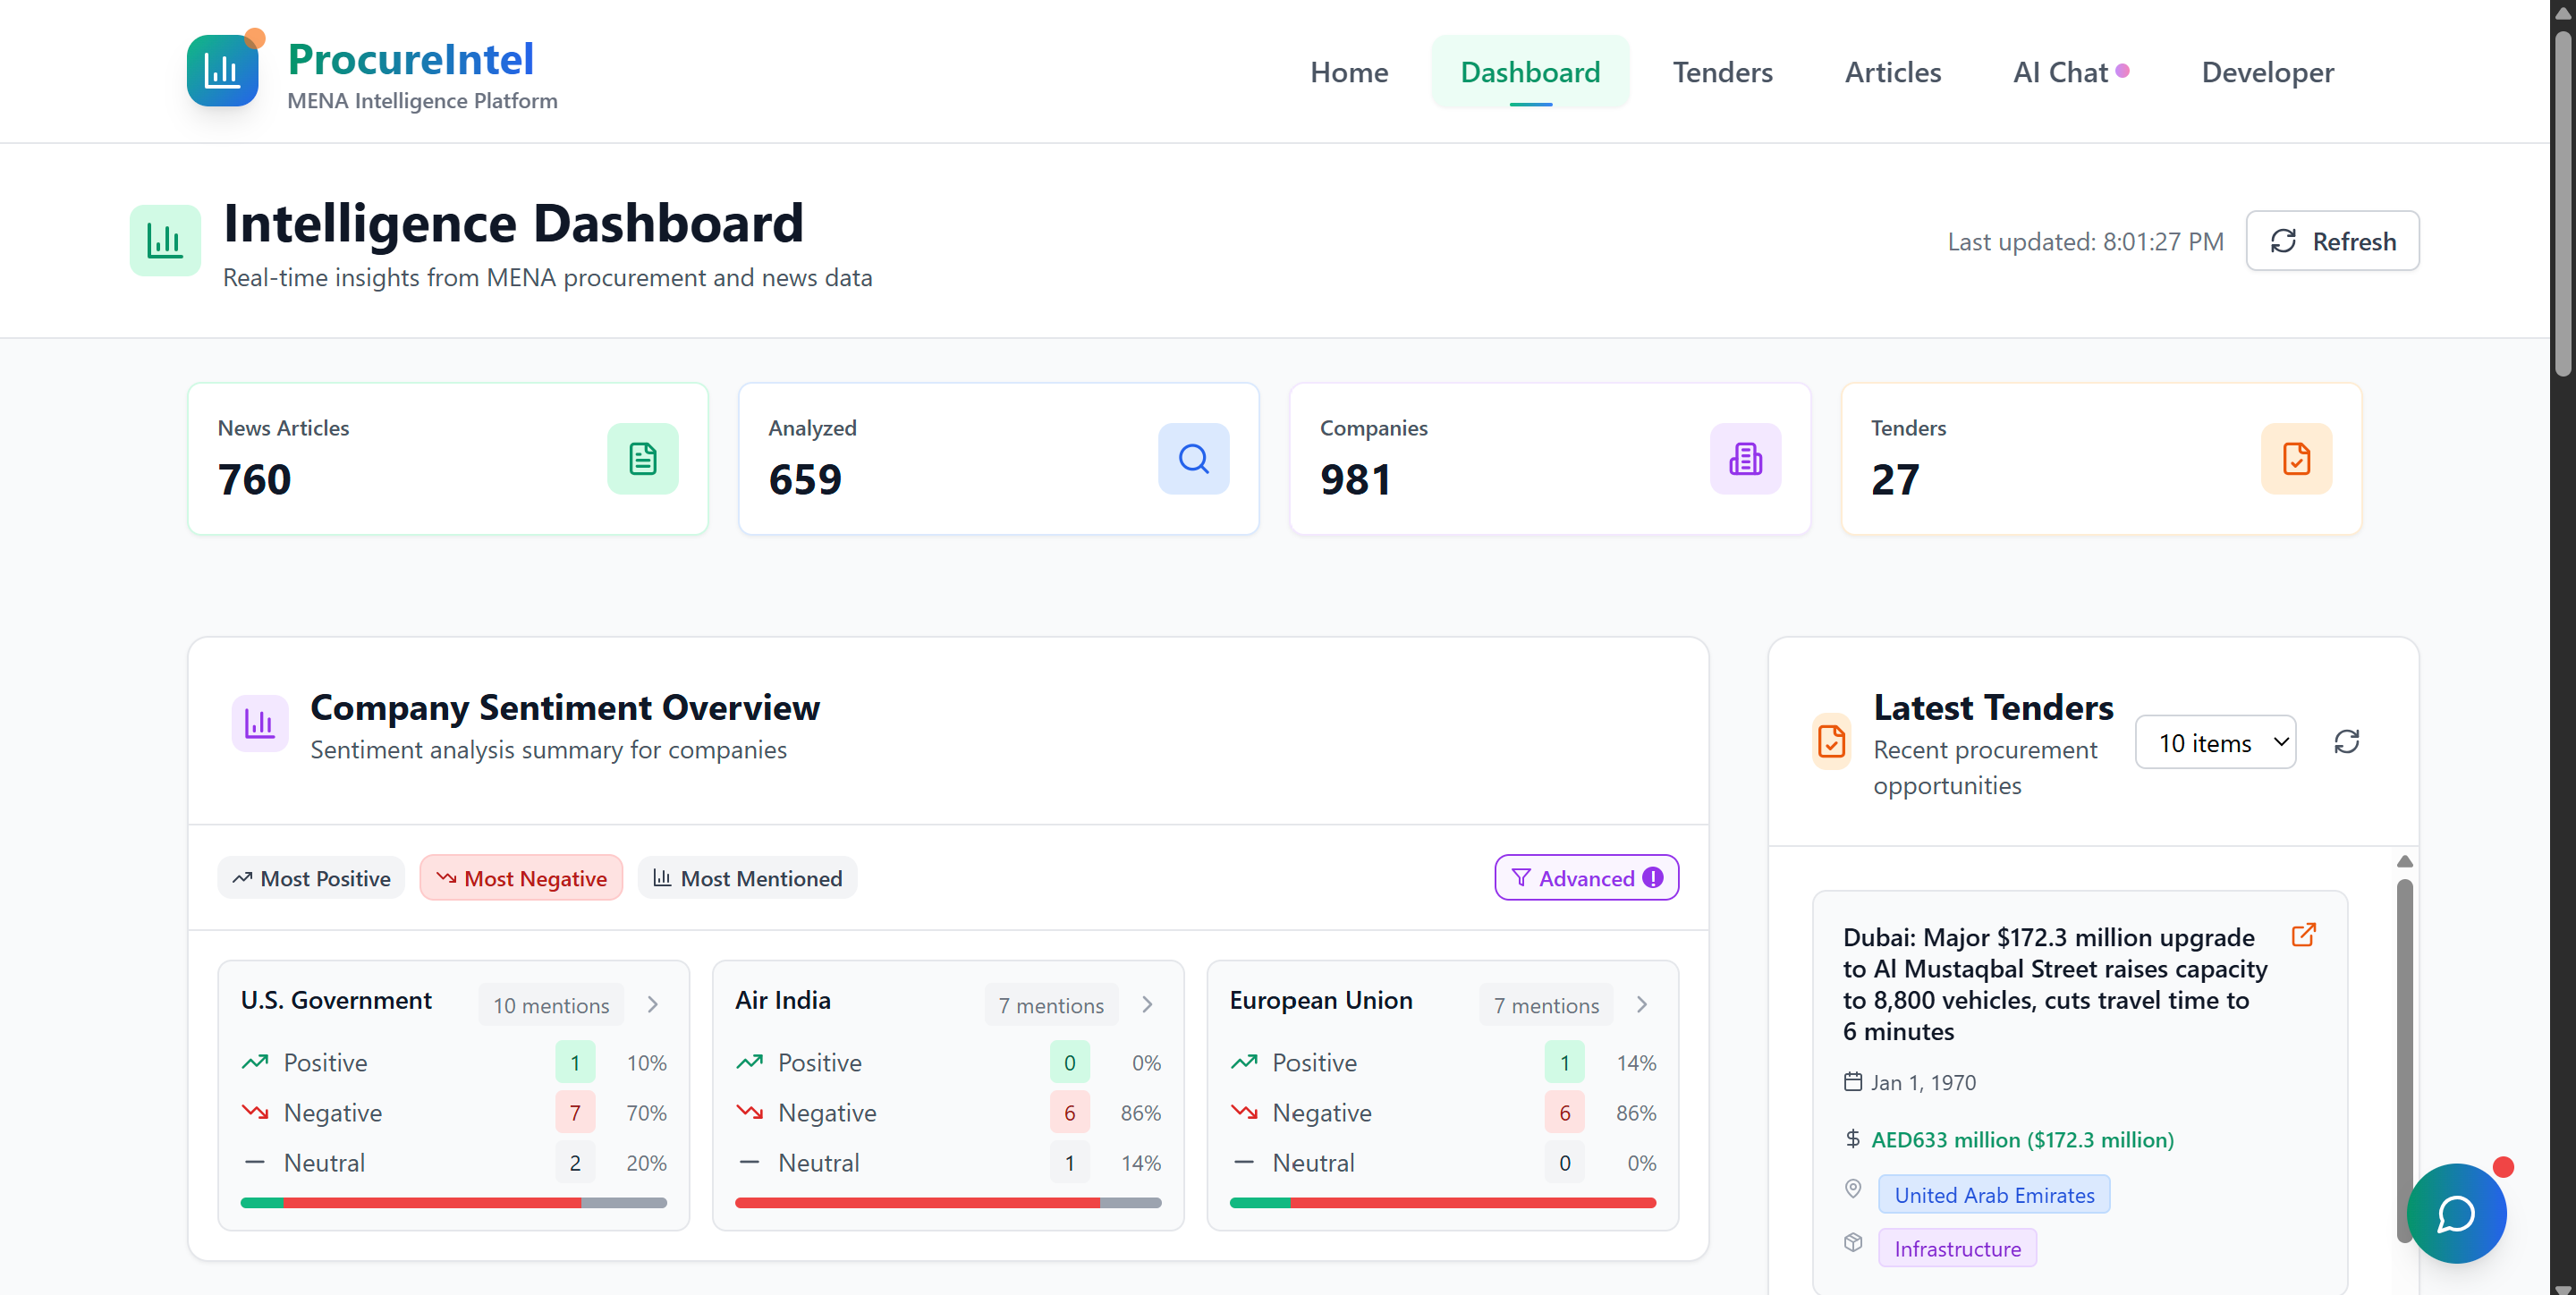 ProcureIntel
MENA Intelligence Platform
Home
Dashboard
Tenders
Articles
AI Chat
Developer
Intelligence Dashboard
Real-time insights from MENA procurement and news data
Last updated: 8:01:27 PM
Refresh
News Articles
760
Analyzed
659
Companies
981
Tenders
27
Company Sentiment Overview
Sentiment analysis summary for companies
Most Positive
Most Negative
Most Mentioned
Advanced
U.S. Government
10 mentions
Positive 1 10%
Negative 7 70%
Neutral 2 20%
Air India
7 mentions
Positive 0 0%
Negative 6 86%
Neutral 1 14%
European Union
7 mentions
Positive 1 14%
Negative 6 86%
Neutral 0 0%
Latest Tenders
Recent procurement
opportunities
10 items
Dubai: Major $172.3 million upgrade
to Al Mustaqbal Street raises capacity
to 8,800 vehicles, cuts travel time to
6 minutes
Jan 1, 1970
$ AED633 million ($172.3 million)
United Arab Emirates
Infrastructure